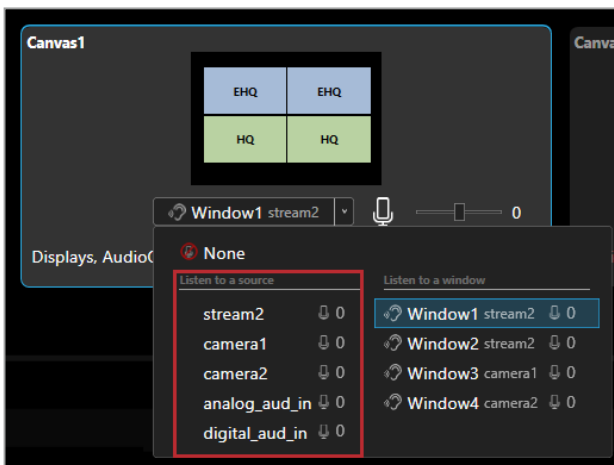 Canvas1
Canva
EHQ EHQ
HQ HQ
Window1 stream2
0
Displays, Audio
None
Listen to a source
stream2 0
camera1 0
camera2 0
analog_aud_in 0
digital_aud_in 0
Listen to a window
Window1 stream2 0
Window2 stream2 0
Window3 camera1 0
Window4 camera2 0